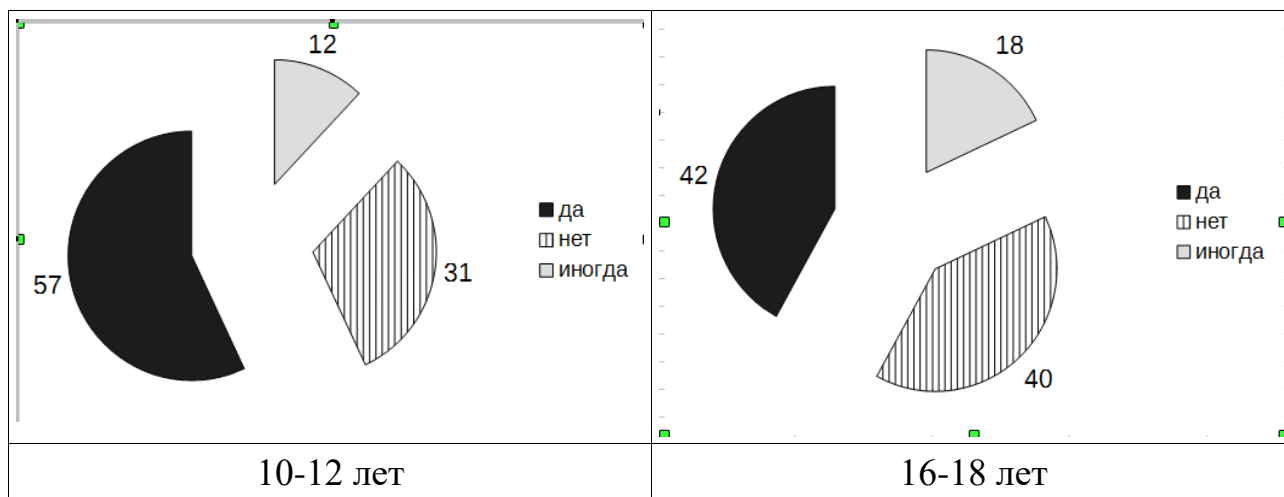 12
57
31
да
нет
иногда
10-12 лет
18
42
40
да
нет
иногда
16-18 лет